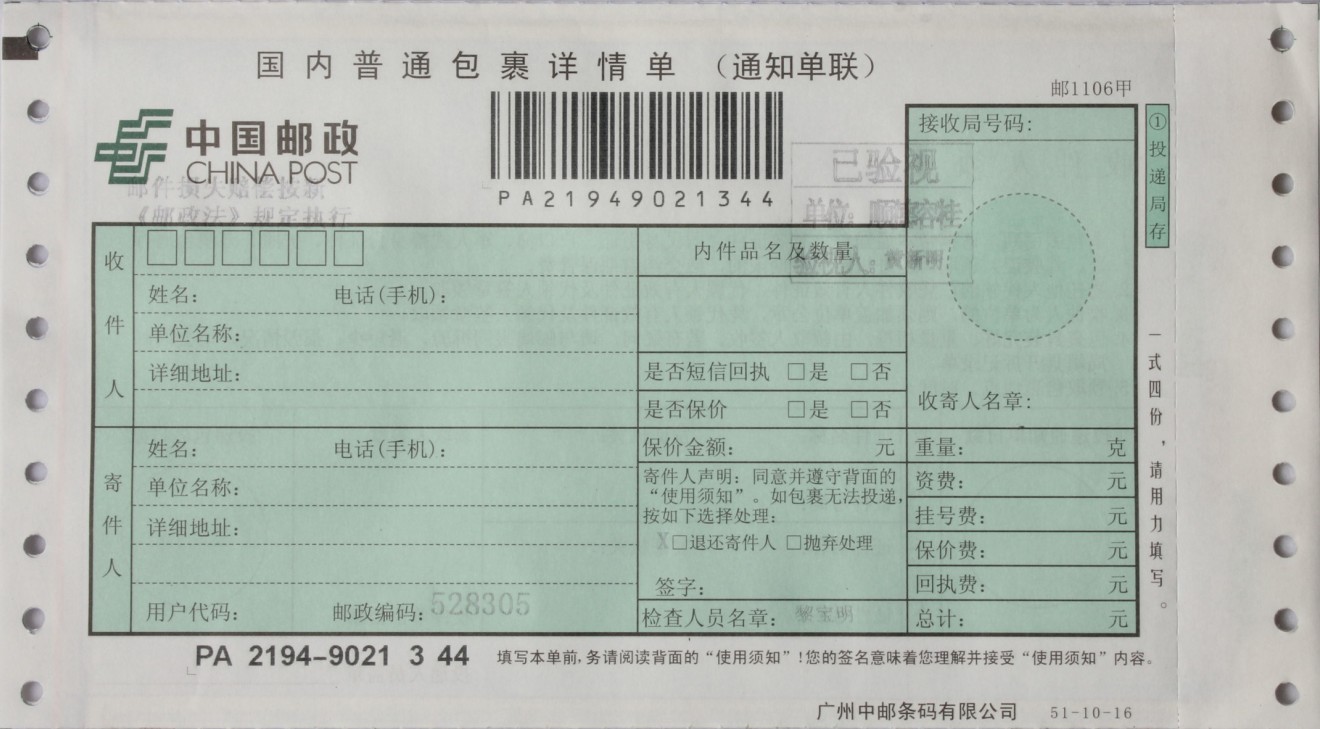 国内普通包裹详情单 （通知单联）
邮1106甲
中国邮政
CHINA POST
PA219494021344
邮件损失赔偿按新
《邮政法》规定执行
已验视
单位：顺德容桂
验视人：黄新明
接收局号码：
①投递局存
收件人
姓名： 电话(手机)：
单位名称：
详细地址：
内件品名及数量
是否短信回执 □是 □否
是否保价 □是 □否
收寄人名章：
寄件人
姓名： 电话(手机)：
单位名称：
详细地址：
用户代码： 邮政编码：528305
保价金额： 元
寄件人声明：同意并遵守背面的
“使用须知”。如包裹无法投递，
按如下选择处理：
X□退还寄件人 □抛弃处理
签字：
检查人员名章：黎宝明
重量： 克
资费： 元
挂号费： 元
保价费： 元
回执费： 元
总计： 元
一式四份，请用力填写。
PA 2194-9021 3 44
填写本单前,务请阅读背面的“使用须知”!您的签名意味着您理解并接受“使用须知”内容。
广州中邮条码有限公司 51-10-16